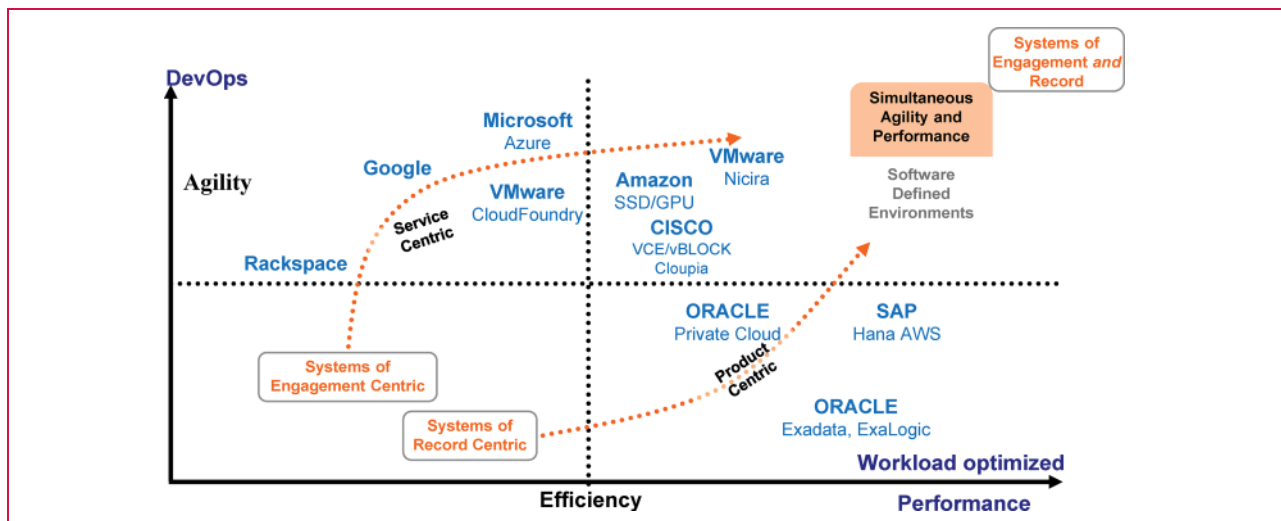 Systems of
Engagement and
Record
DevOps
Simultaneous
Agility and
Performance
Microsoft
Azure
Google
VMware
Nicira
Agility
VMware
CloudFoundry
Amazon
SSD/GPU
Software
Defined
Environments
Service
Centric
CISCO
VCE/vBLOCK
Cloupia
Rackspace
ORACLE
Private Cloud
SAP
Hana AWS
Product
Centric
Systems of
Engagement Centric
Systems of
Record Centric
ORACLE
Exadata, ExaLogic
Workload optimized
Efficiency
Performance